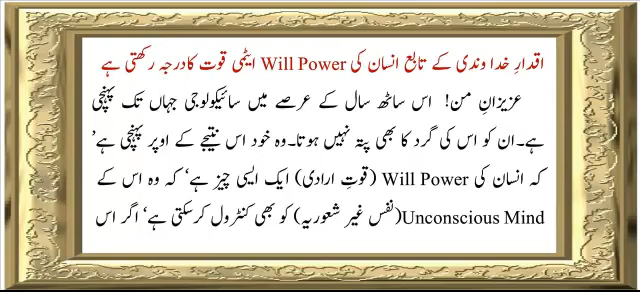 اقدارِ خداوندی کے تابع انسان کی Will Power ایٹمی قوت کا درجہ رکھتی ہے
عزیزانِ من! اس ساٹھ سال کے عرصے میں سائیکولوجی جہاں تک پہنچی
ہے۔ ان کو اس کی گرد کا بھی پتہ نہیں ہوتا۔ وہ خود اس نتیجے کے اوپر پہنچی ہے‘
کہ انسان کی Will Power (قوتِ ارادی) ایک ایسی چیز ہے‘ کہ وہ اس کے
Unconscious Mind(نفس غیر شعوریہ) کو بھی کنٹرول کرسکتی ہے‘ اگر اس